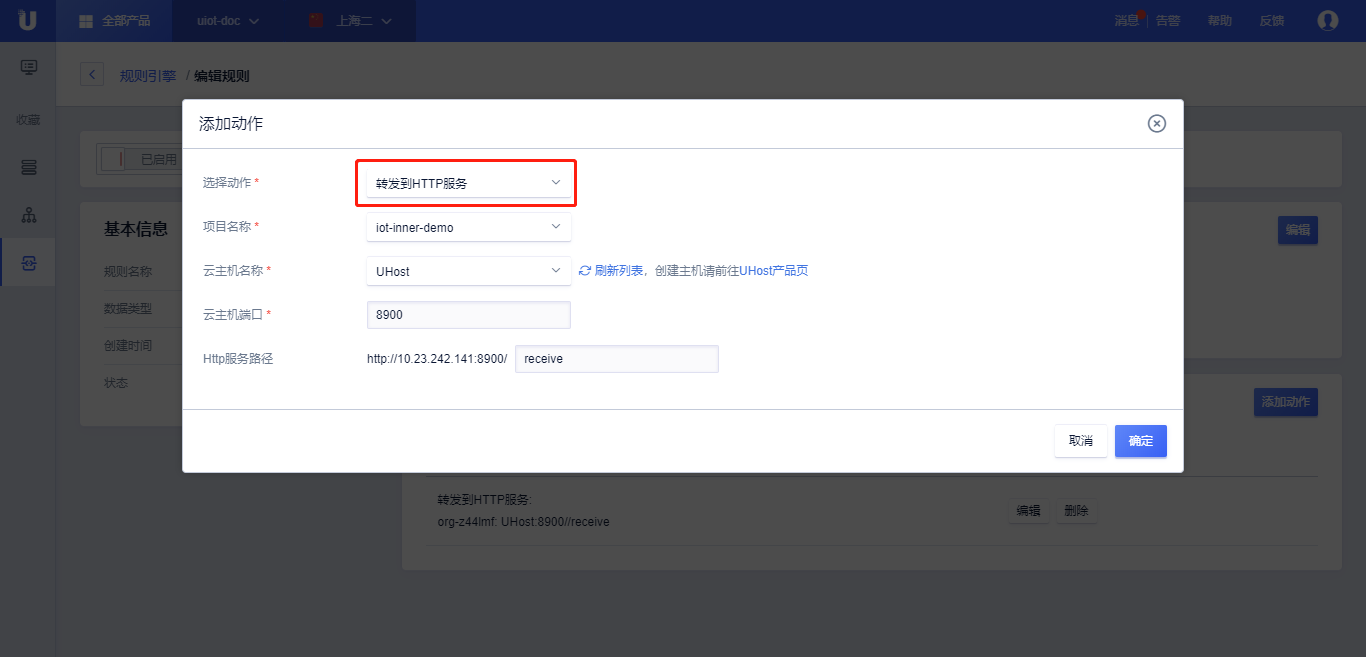 全部产品 uiot-doc 上海二 消息 告警 帮助 反馈
规则引擎 / 编辑规则
收藏
已启用
基本信息 编辑
规则名称
数据类型
创建时间
状态
添加动作
选择动作 * 转发到HTTP服务
项目名称 * iot-inner-demo
云主机名称 * UHost 刷新列表，创建主机请前往UHost产品页
云主机端口 * 8900
Http服务路径 http://10.23.242.141:8900/ receive
取消 确定
添加动作
转发到HTTP服务:
org-z44lmf: UHost:8900//receive
编辑 删除